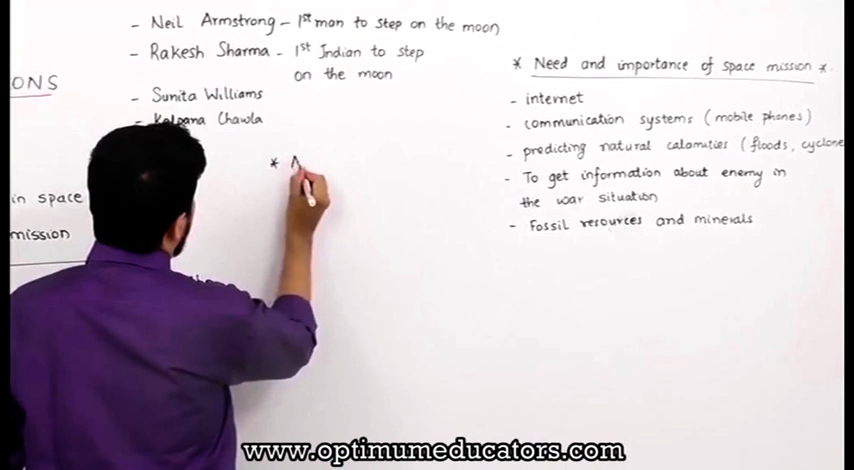 - Neil Armstrong - 1st man to step on the moon
- Rakesh Sharma - 1st Indian to step
on the moon
ONS
- Sunita Williams
- Kalpana Chawla
* A
in space
mission
* Need and importance of space mission *
- internet
- communication systems (mobile phones)
- predicting natural calamities (floods, cyclone
- To get information about enemy in
the war situation
- Fossil resources and minerals
www.optimumeducators.com